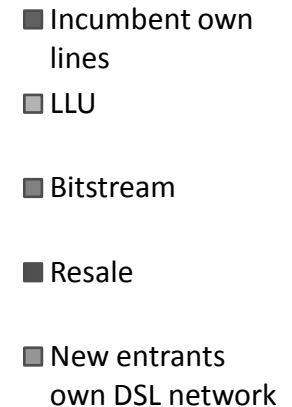 Incumbent own
lines
LLU
Bitstream
Resale
New entrants
own DSL network